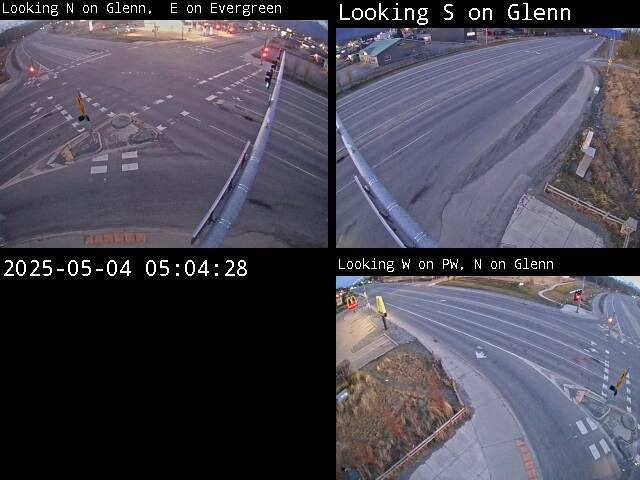 Looking N on Glenn,  E on Evergreen
Looking S on Glenn
2025-05-04 05:04:28
Looking W on PW, N on Glenn